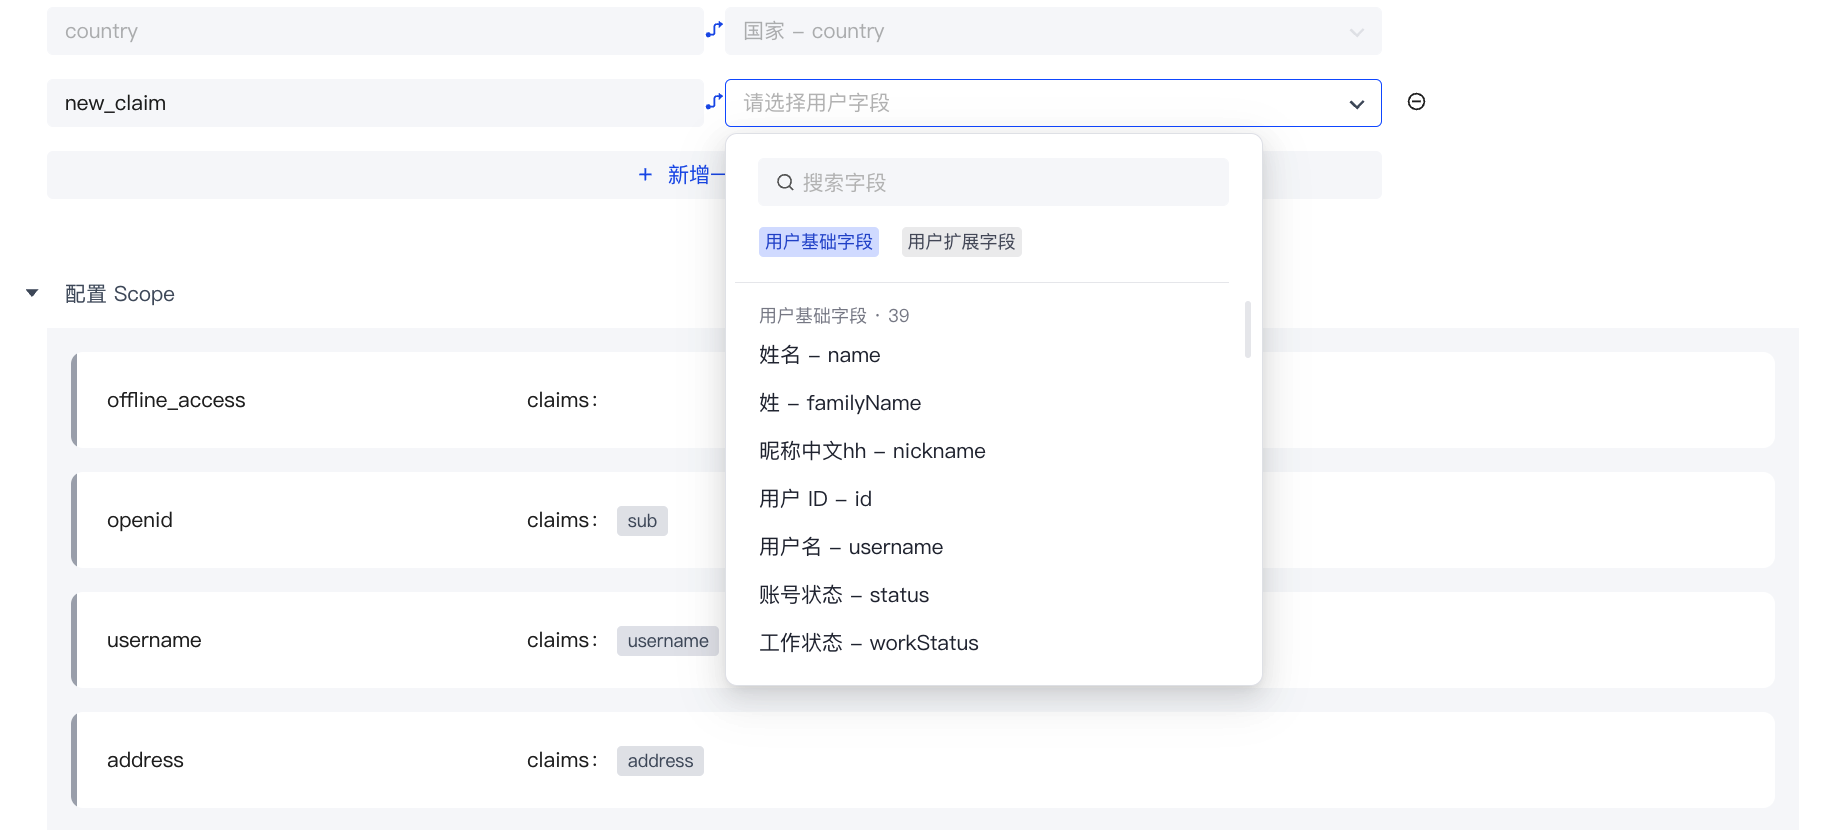 country
国家 – country
new_claim
请选择用户字段
+ 新增一
搜索字段
用户基础字段
用户扩展字段
用户基础字段 · 39
姓名 – name
姓 – familyName
昵称中文hh – nickname
用户 ID – id
用户名 – username
账号状态 – status
工作状态 – workStatus
配置 Scope
offline_access
claims:
openid
claims: sub
username
claims: username
address
claims: address